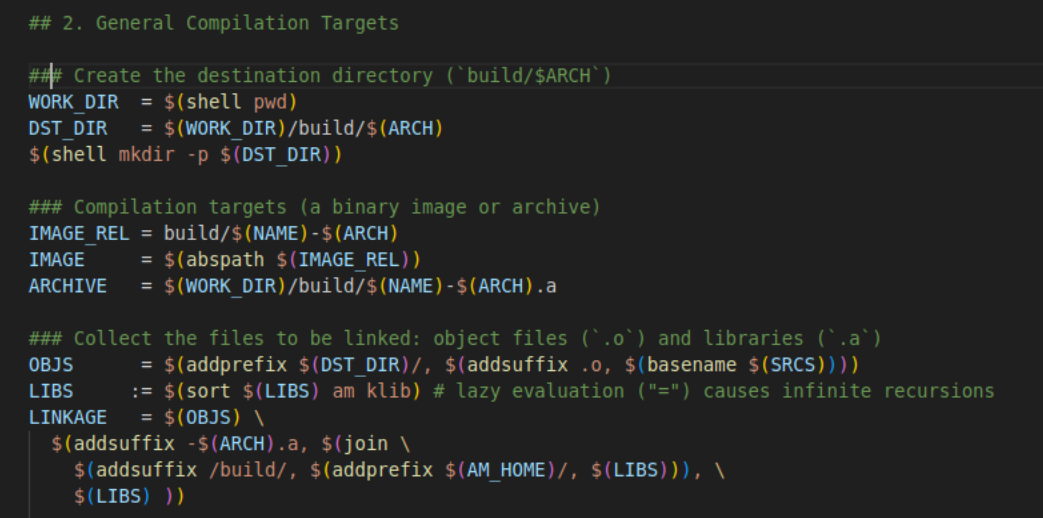 ## 2. General Compilation Targets
### Create the destination directory (`build/$ARCH`)
WORK_DIR  = $(shell pwd)
DST_DIR   = $(WORK_DIR)/build/$(ARCH)
$(shell mkdir -p $(DST_DIR))
### Compilation targets (a binary image or archive)
IMAGE_REL = build/$(NAME)-$(ARCH)
IMAGE     = $(abspath $(IMAGE_REL))
ARCHIVE   = $(WORK_DIR)/build/$(NAME)-$(ARCH).a
### Collect the files to be linked: object files (`.o`) and libraries (`.a`)
OBJS      = $(addprefix $(DST_DIR)/, $(addsuffix .o, $(basename $(SRCS))))
LIBS     := $(sort $(LIBS) am klib) # lazy evaluation ("=") causes infinite recursions
LINKAGE   = $(OBJS) \
  $(addsuffix -$(ARCH).a, $(join \
    $(addsuffix /build/, $(addprefix $(AM_HOME)/, $(LIBS))), \
    $(LIBS) ))